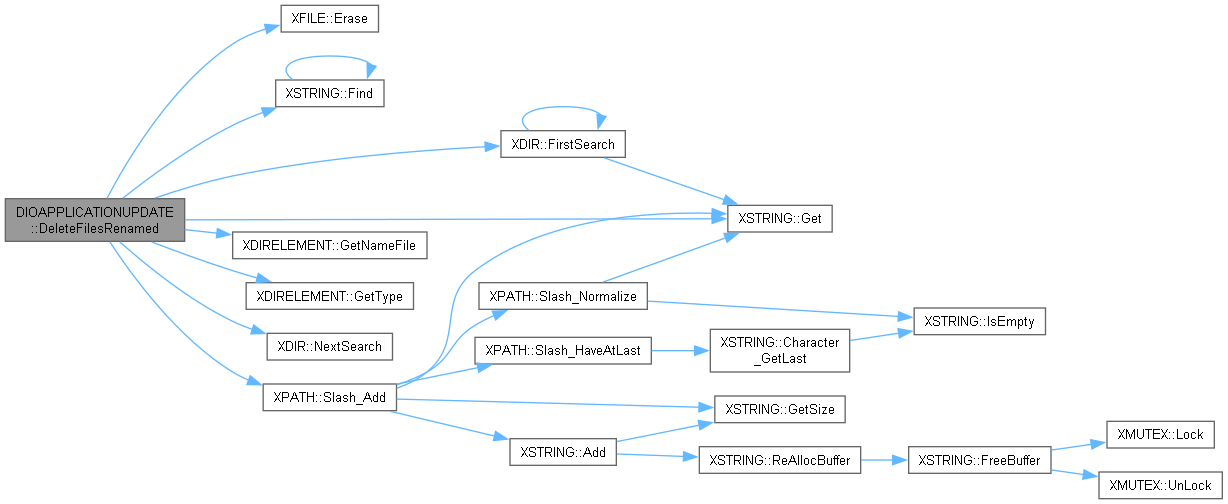 XFILE::Erase
XSTRING::Find
XDIR::FirstSearch
DIOAPPLICATIONUPDATE
::DeleteFilesRenamed
XSTRING::Get
XDIRELEMENT::GetNameFile
XDIRELEMENT::GetType
XPATH::Slash_Normalize
XSTRING::IsEmpty
XDIR::NextSearch
XPATH::Slash_HaveAtLast
XSTRING::Character
_GetLast
XPATH::Slash_Add
XSTRING::GetSize
XSTRING::Add
XSTRING::ReAllocBuffer
XSTRING::FreeBuffer
XMUTEX::Lock
XMUTEX::UnLock